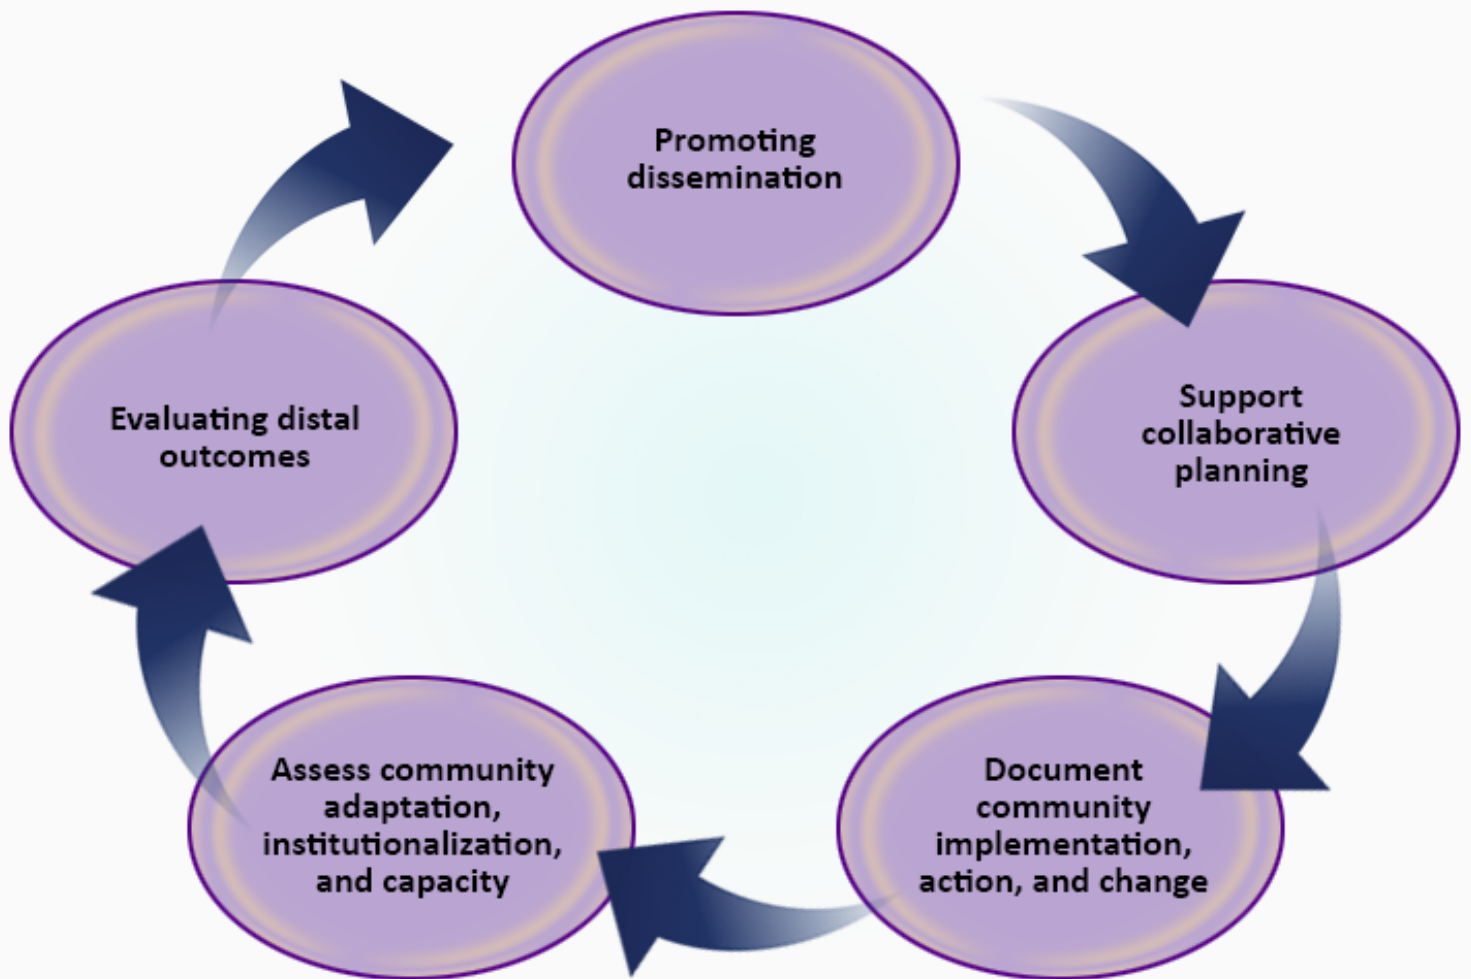 Promoting
dissemination
Support
collaborative
planning
Document
community
implementation,
action, and change
Assess community
adaptation,
institutionalization,
and capacity
Evaluating distal
outcomes